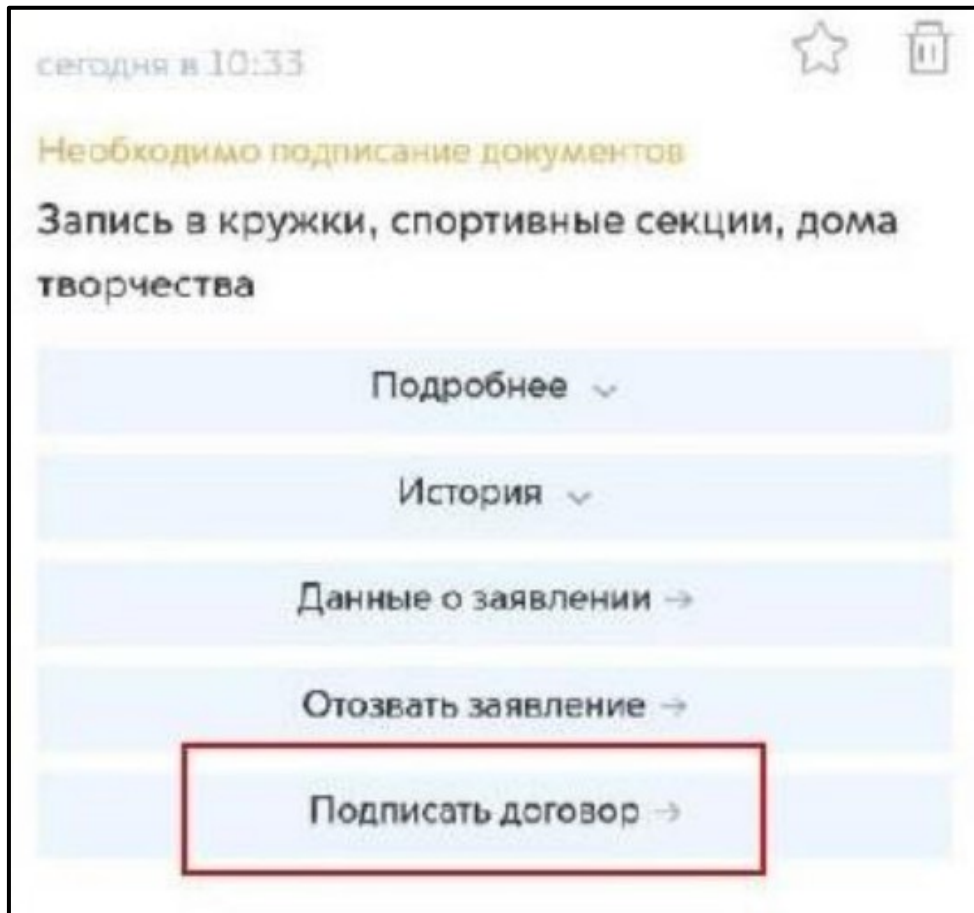 сегодня в 10:33
Необходимо подписание документов
Запись в кружки, спортивные секции, дома
творчества
Подробнее
История
Данные о заявлении →
Отозвать заявление →
Подписать договор →